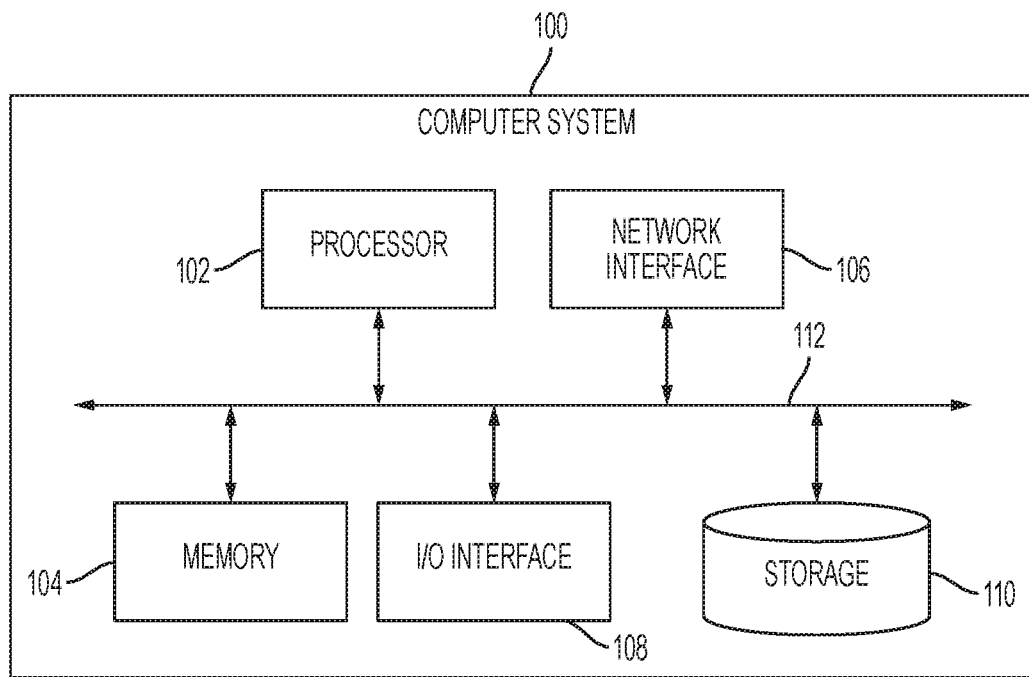 100
COMPUTER SYSTEM
PROCESSOR
102
NETWORK
INTERFACE
106
112
MEMORY
104
I/O INTERFACE
108
STORAGE
110